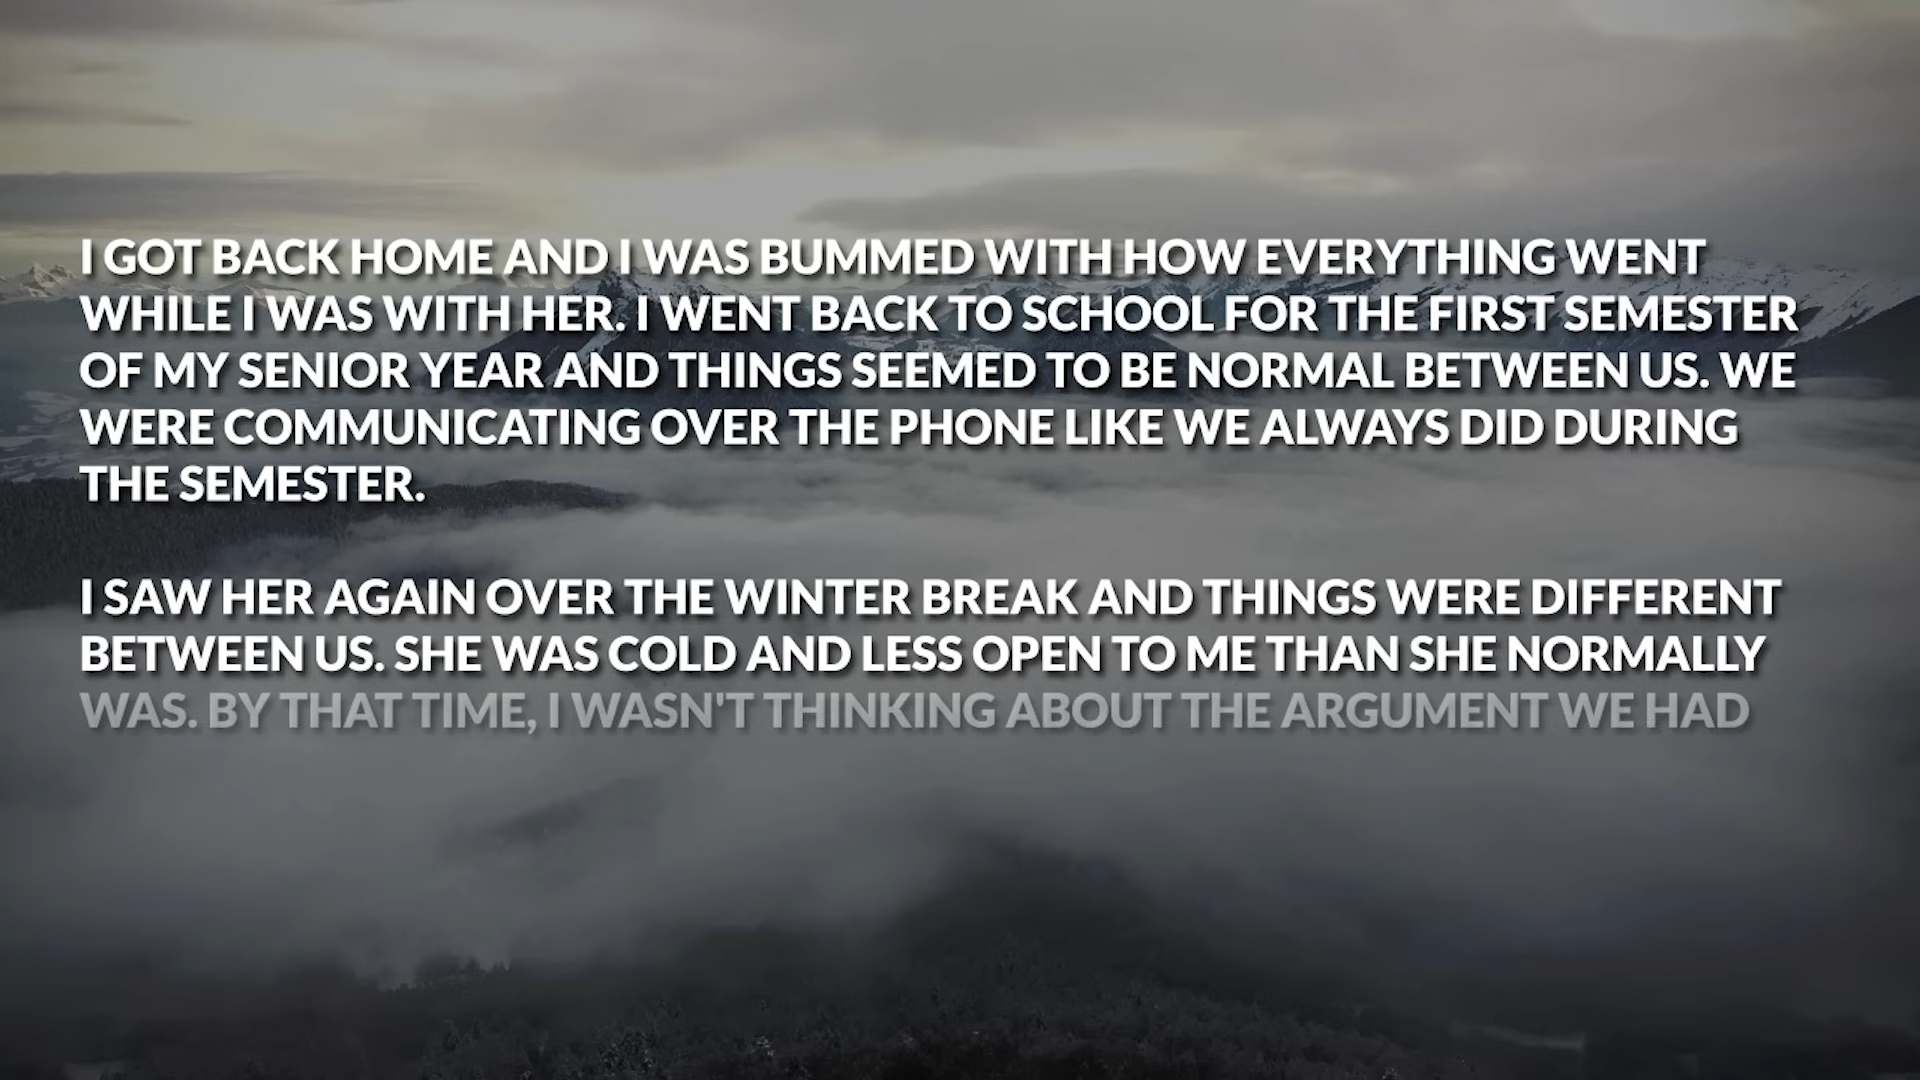 I GOT BACK HOME AND I WAS BUMMED WITH HOW EVERYTHING WENT
WHILE I WAS WITH HER. I WENT BACK TO SCHOOL FOR THE FIRST SEMESTER
OF MY SENIOR YEAR AND THINGS SEEMED TO BE NORMAL BETWEEN US. WE
WERE COMMUNICATING OVER THE PHONE LIKE WE ALWAYS DID DURING
THE SEMESTER.
I SAW HER AGAIN OVER THE WINTER BREAK AND THINGS WERE DIFFERENT
BETWEEN US. SHE WAS COLD AND LESS OPEN TO ME THAN SHE NORMALLY
WAS. BY THAT TIME, I WASN'T THINKING ABOUT THE ARGUMENT WE HAD